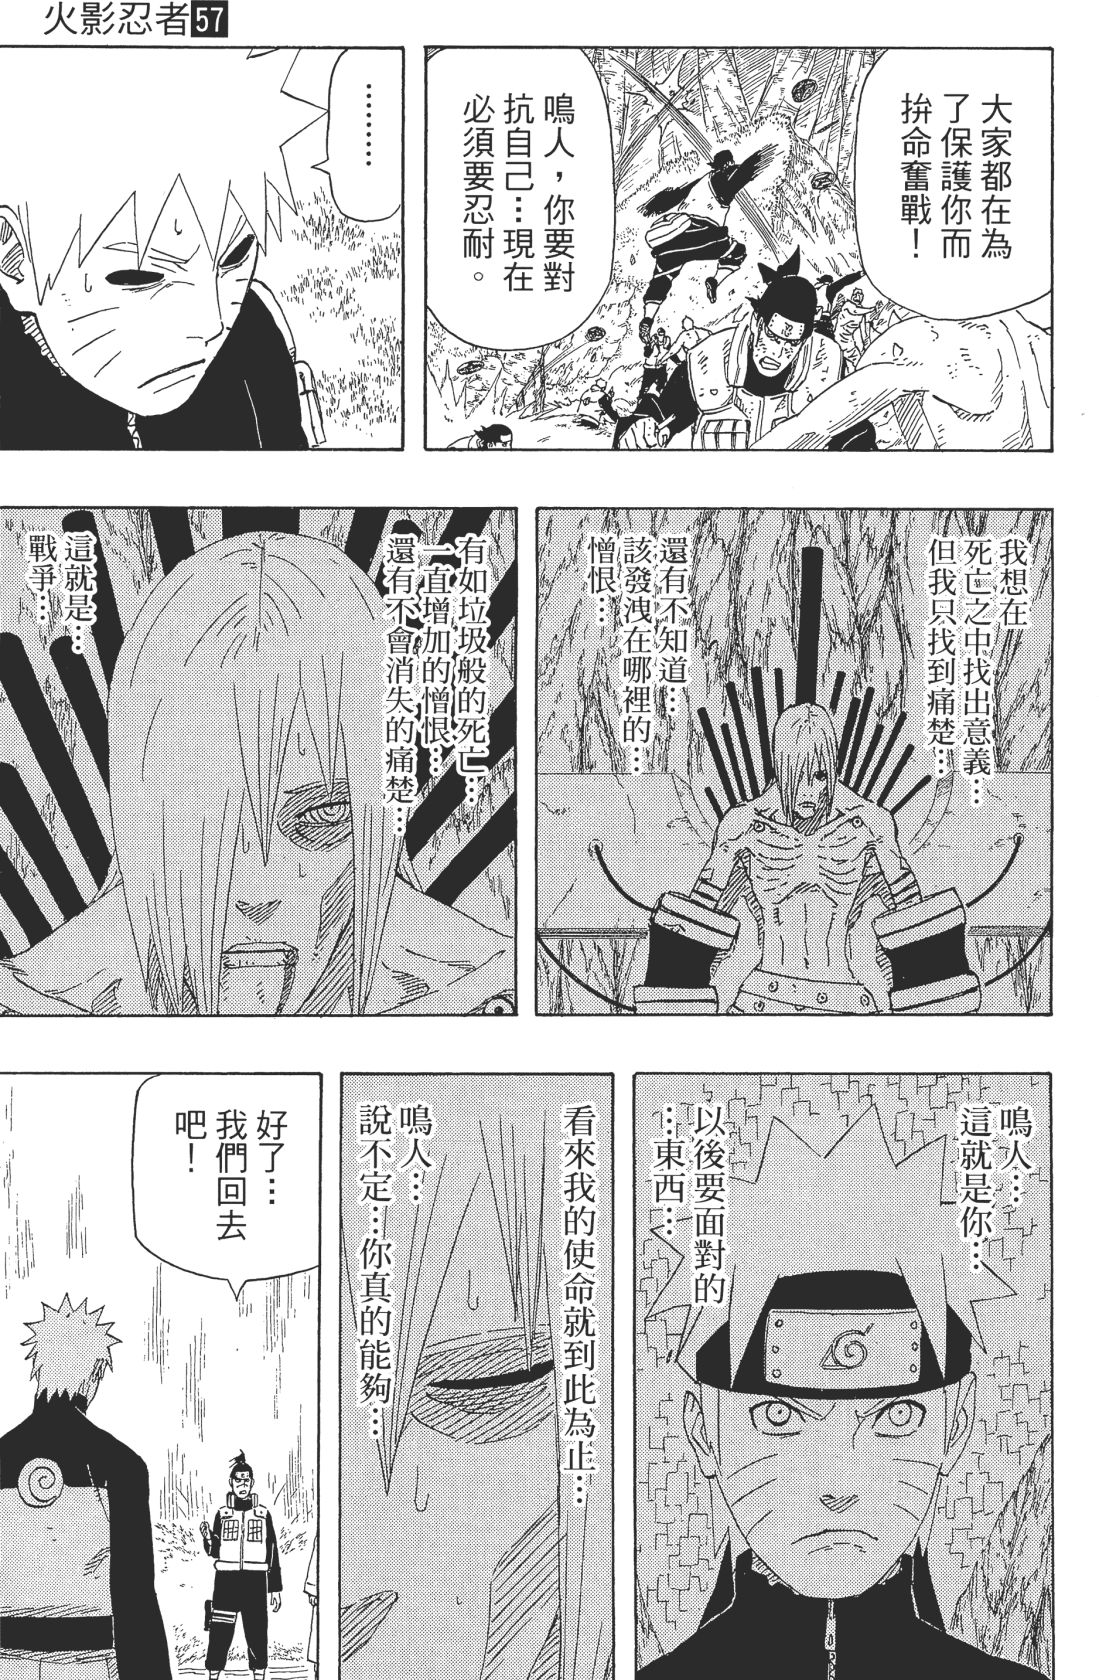 火影忍者57
大家都在為
了保護你而
拚命奮戰！
鳴人，你要對
抗自己…現在
必須要忍耐。
………
我想在
死亡之中找出意義…
但我只找到痛楚…
還有不知道…
該發洩在哪裡的…
憎恨…
有如垃圾般的死亡…
一直增加的憎恨…
還有不會消失的痛楚…
這就是…
戰爭…
鳴人…
這就是你…
以後要面對的
…東西…
看來我的使命就到此為止…
鳴人…
說不定…你真的能夠…
好了…
我們回去
吧！